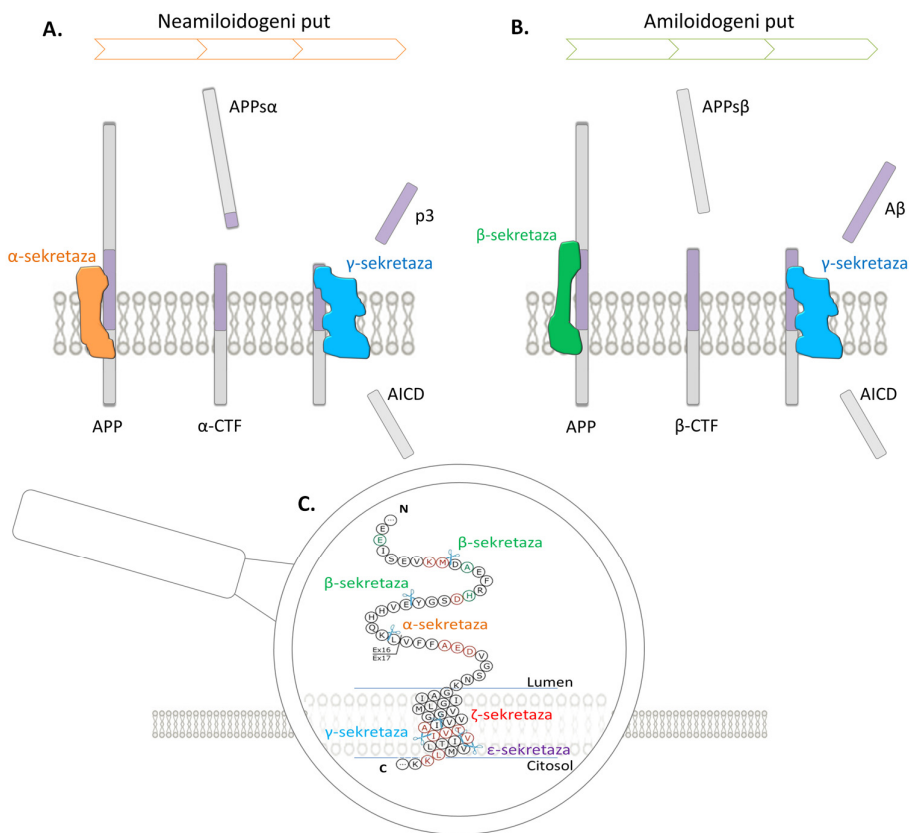 A.
Neamiloidogeni put
B.
Amiloidogeni put
APPsα
p3
α-sekretaza
γ-sekretaza
AICD
APP
α-CTF
APPsβ
Aβ
β-sekretaza
γ-sekretaza
AICD
APP
β-CTF
C.
N
...
E
E
I
S E V K M D A E
F
R
H H V E Y G S D H
Q
K L V F F A E D V
G
K N S
I A G
M L G I
G G V
A I V V
L T I V
... K K L M V
β-sekretaza
β-sekretaza
α-sekretaza
Ex16
Ex17
Lumen
ζ-sekretaza
γ-sekretaza
ε-sekretaza
C
Citosol